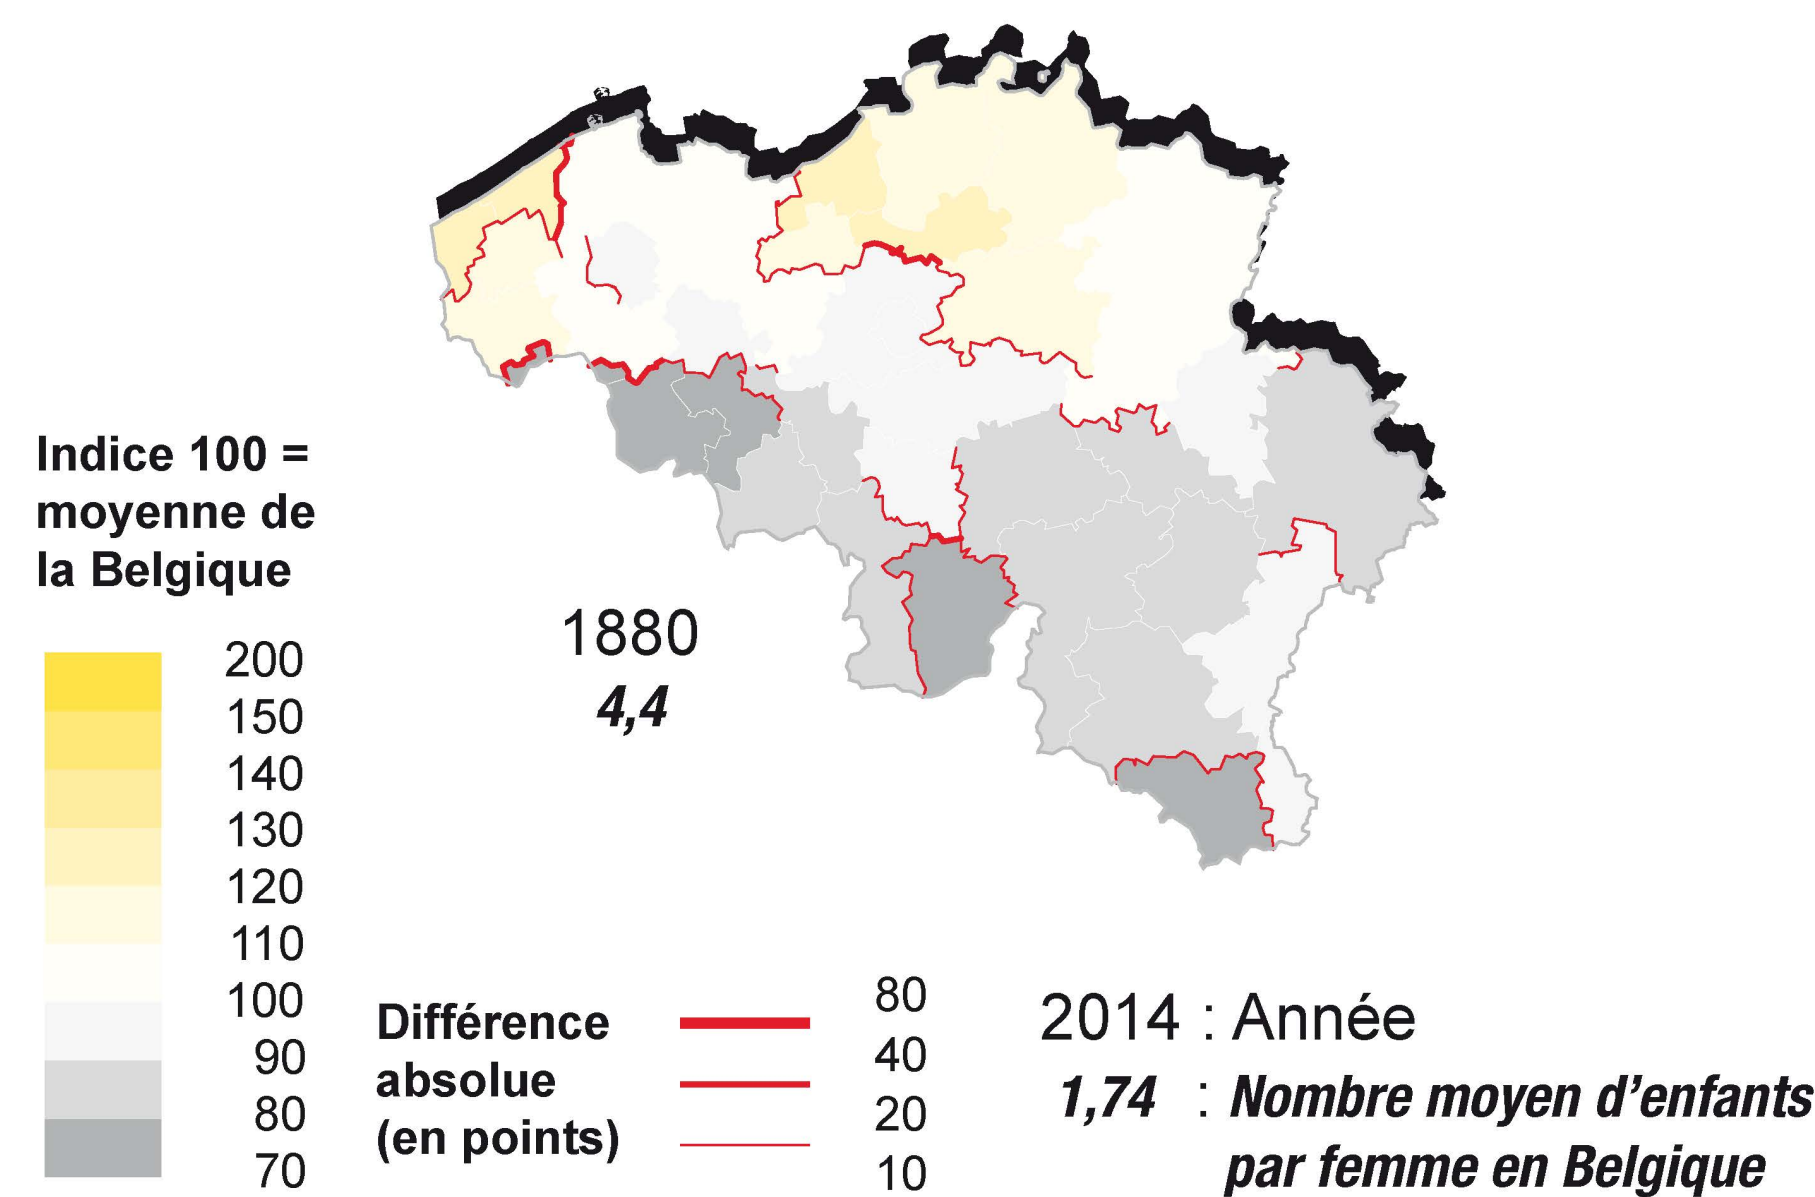 Indice 100 =
moyenne de
la Belgique
200
150
140
130
120
110
100
90
80
70
1880
4,4
Différence
absolue
(en points)
80
40
20
10
2014 : Année
1,74 : Nombre moyen d'enfants
par femme en Belgique